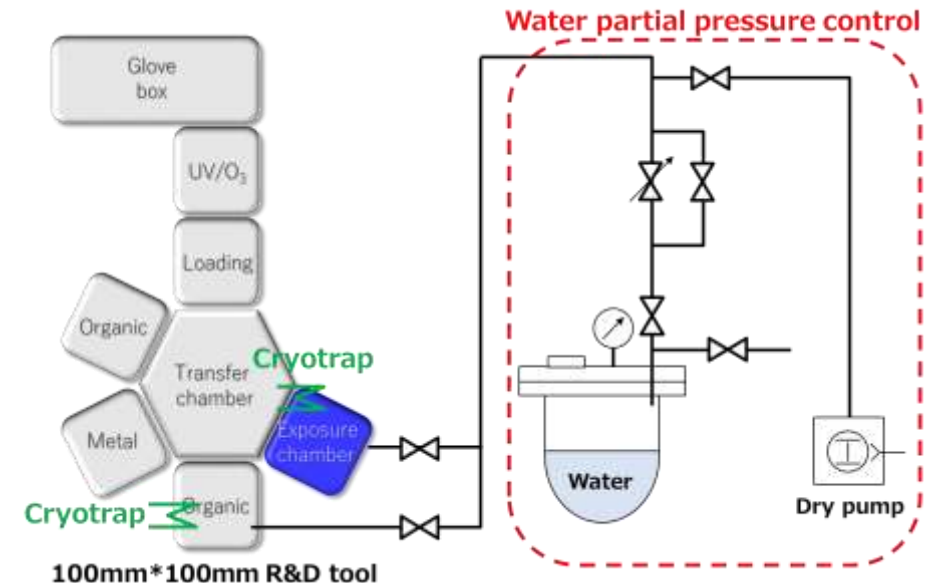 Water partial pressure control
Glove
box
UV/O₃
Loading
Organic
Cryotrap
Transfer
chamber
Exposure
chamber
Metal
Organic
Cryotrap
Water
Dry pump
100mm*100mm R&D tool